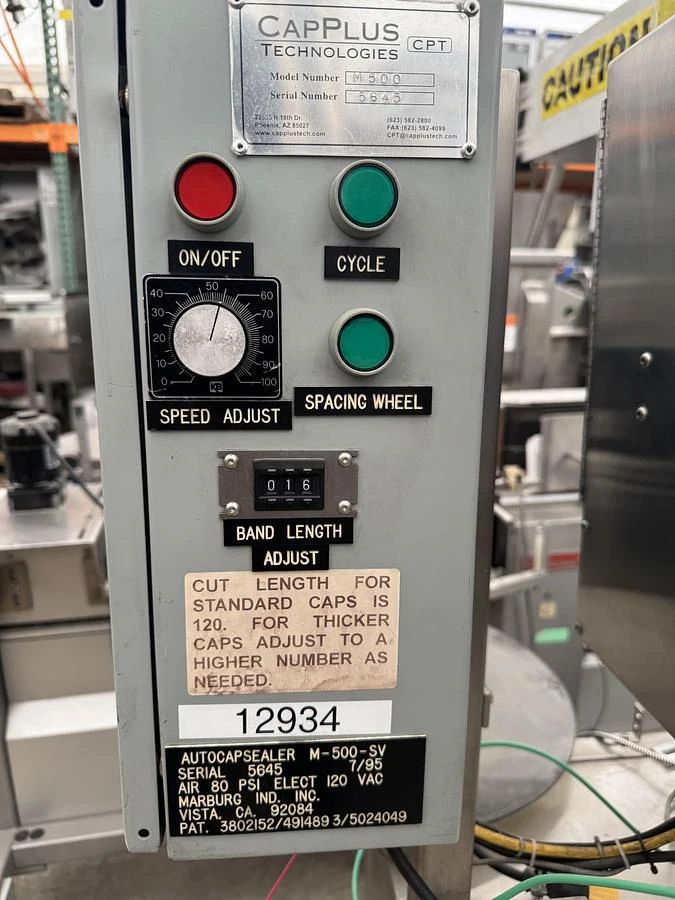 CAPPLUS
TECHNOLOGIES CPT
Model Number M500
Serial Number 5645
22505 N 18th Dr. (623) 582-2800
Phoenix, AZ 85027 FAX:(623) 582-4099
www.capplustech.com CPT@capplustech.com
CAUTION
ON/OFF
CYCLE
0 10 20 30 40 50 60 70 80 90 100
KB
SPEED ADJUST
SPACING WHEEL
016
BAND LENGTH
ADJUST
CUT LENGTH FOR
STANDARD CAPS IS
120. FOR THICKER
CAPS ADJUST TO A
HIGHER NUMBER AS
NEEDED.
12934
AUTOCAPSEALER M-500-SV
SERIAL 5645 7/95
AIR 80 PSI ELECT 120 VAC
MARBURG IND. INC.
VISTA, CA. 92084
PAT. 3802152/4914893/5024049